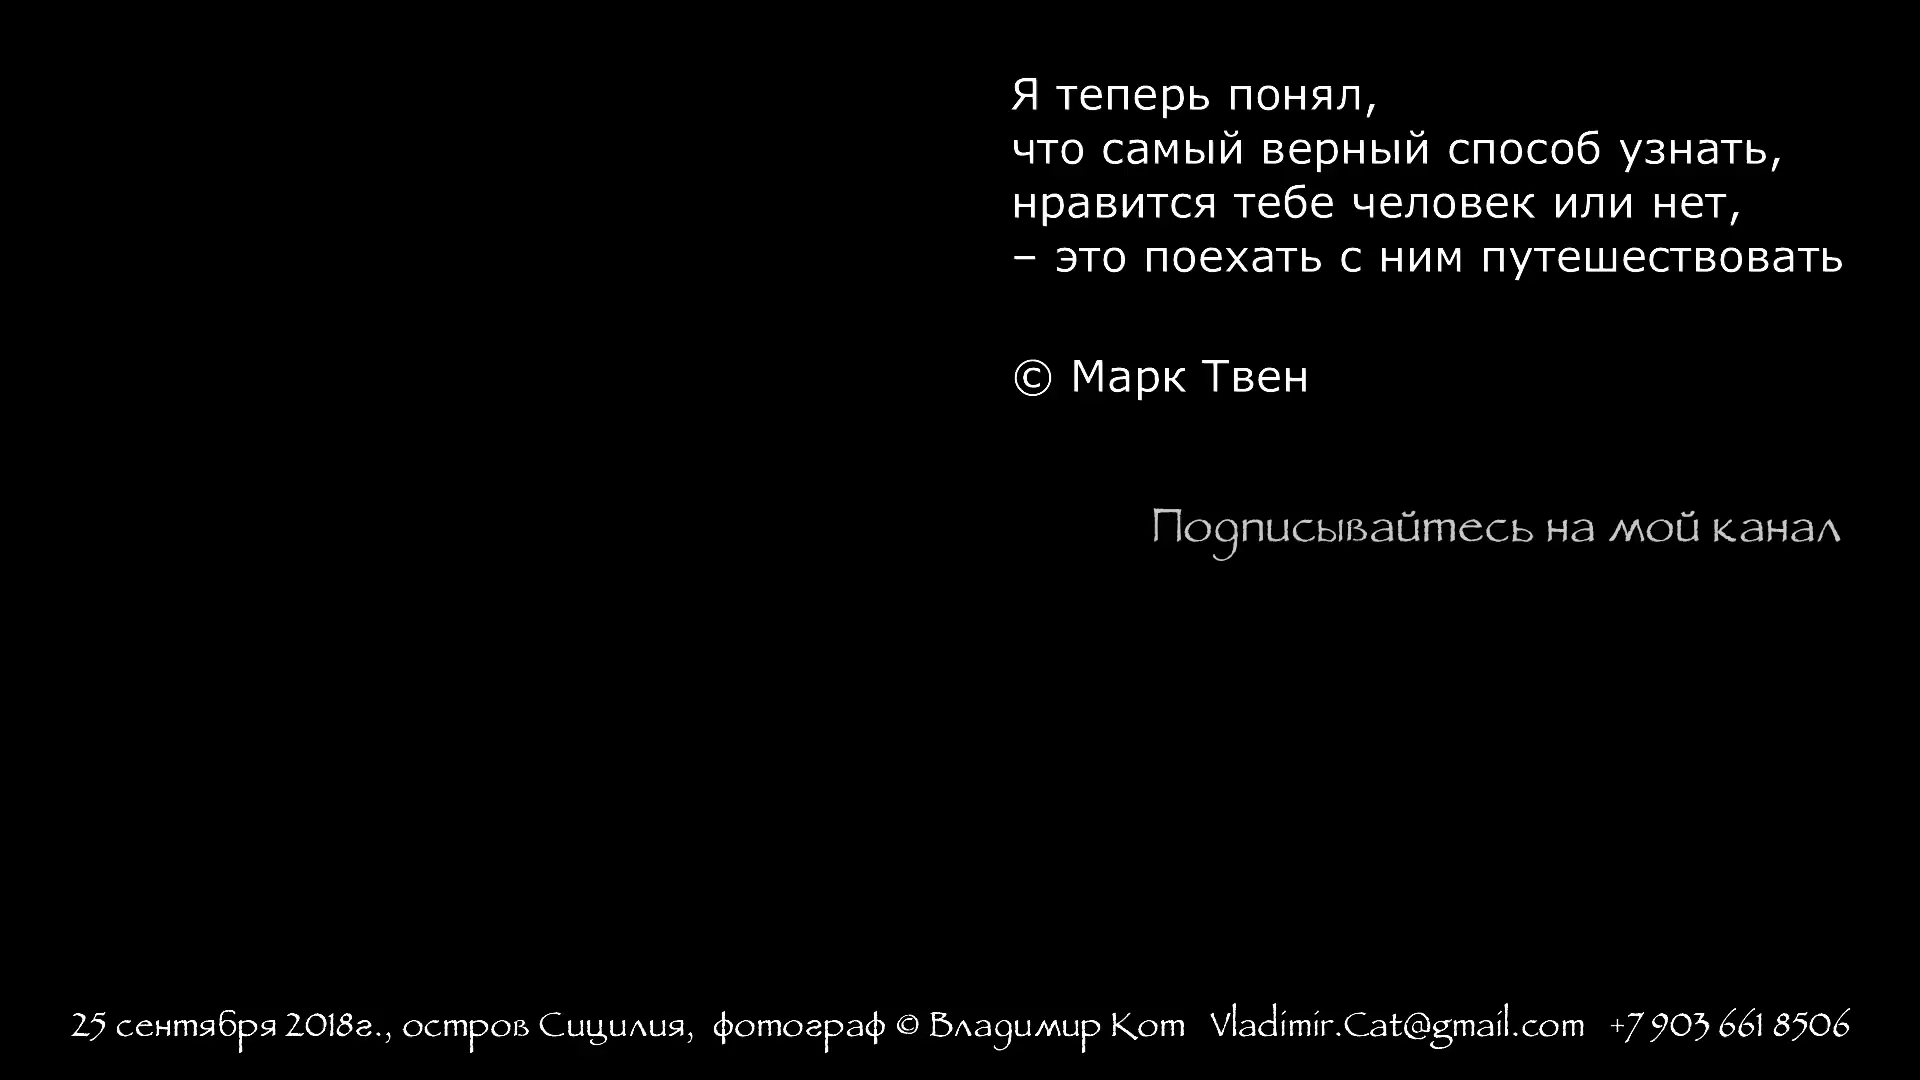 Я теперь понял,
что самый верный способ узнать,
нравится тебе человек или нет,
– это поехать с ним путешествовать
© Марк Твен
Подписывайтесь на мой канал
25 сентября 2018г., остров Сицилия, фотограф © Владимир Кот Vladimir.Cat@gmail.com +7 903 661 8506